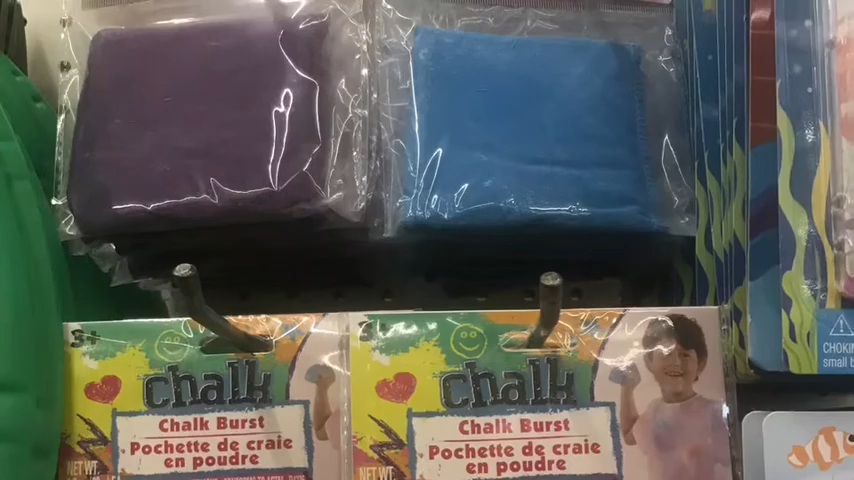 3+
chalk
Chalk Burst
Pochette de craie
en poudre
NET WT.
chalk
Chalk Burst
Pochette de craie
en poudre
NET WT.
CHOKING
small b